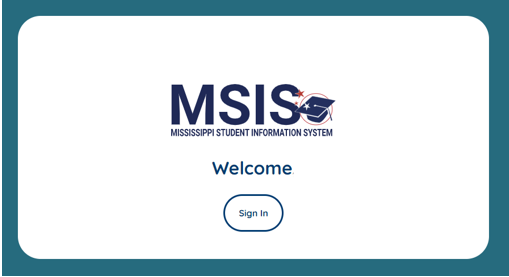 MSIS
MISSISSIPPI STUDENT INFORMATION SYSTEM
Welcome
Sign In